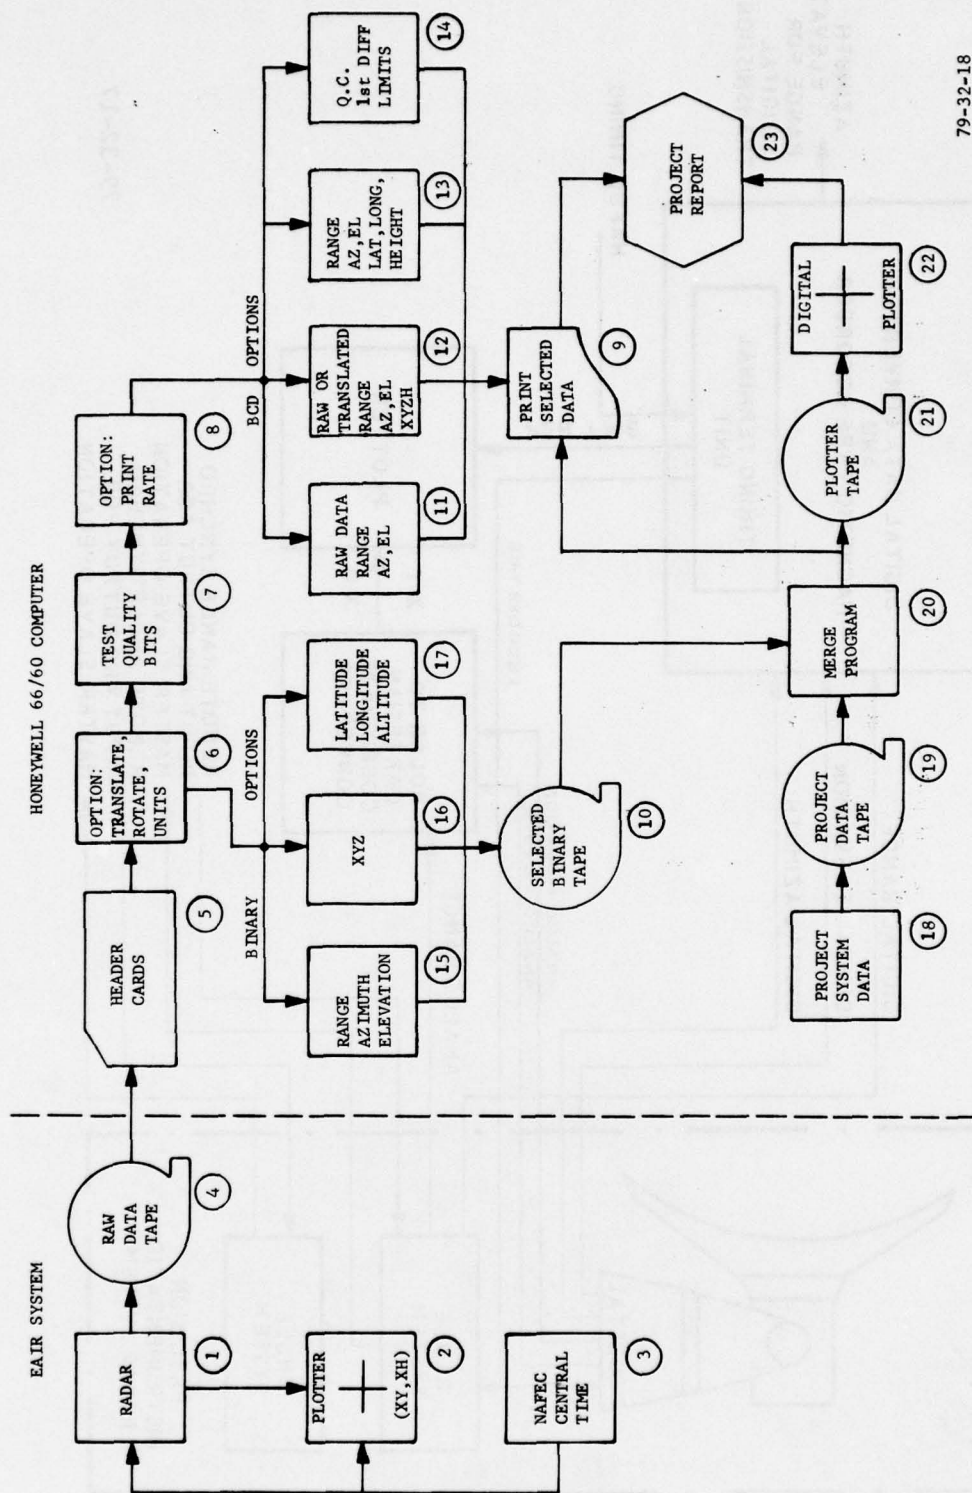 EAIR SYSTEM
HONEYWELL 66/60 COMPUTER
RADAR
1
PLOTTER
(XY,XH)
2
NAFEC
CENTRAL
TIME
3
RAW
DATA
TAPE
4
HEADER
CARDS
5
OPTION:
TRANSLATE,
ROTATE,
UNITS
6
TEST
QUALITY
BITS
7
OPTION:
PRINT
RATE
8
BINARY
OPTIONS
BCD
OPTIONS
RANGE
AZIMUTH
ELEVATION
15
XYZ
16
LATITUDE
LONGITUDE
ALTITUDE
17
RAW DATA
RANGE
AZ,EL
11
RAW OR
TRANSLATED
RANGE
AZ,EL
XYZH
12
RANGE
AZ,EL
LAT,LONG,
HEIGHT
13
Q.C.
1st DIFF
LIMITS
14
SELECTED
BINARY
TAPE
10
PRINT
SELECTED
DATA
9
PROJECT
REPORT
23
PROJECT
SYSTEM
DATA
18
PROJECT
DATA
TAPE
19
MERGE
PROGRAM
20
PLOTTER
TAPE
21
DIGITAL
PLOTTER
22
79-32-18